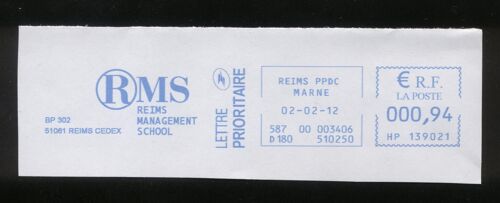 RMS
REIMS
MANAGEMENT
SCHOOL
BP 302
51061 REIMS CEDEX
LETTRE
PRIORITAIRE
REIMS PPDC
MARNE
02-02-12
587 00 003406
D180 510250
€ R.F.
LA POSTE
000,94
HP 139021